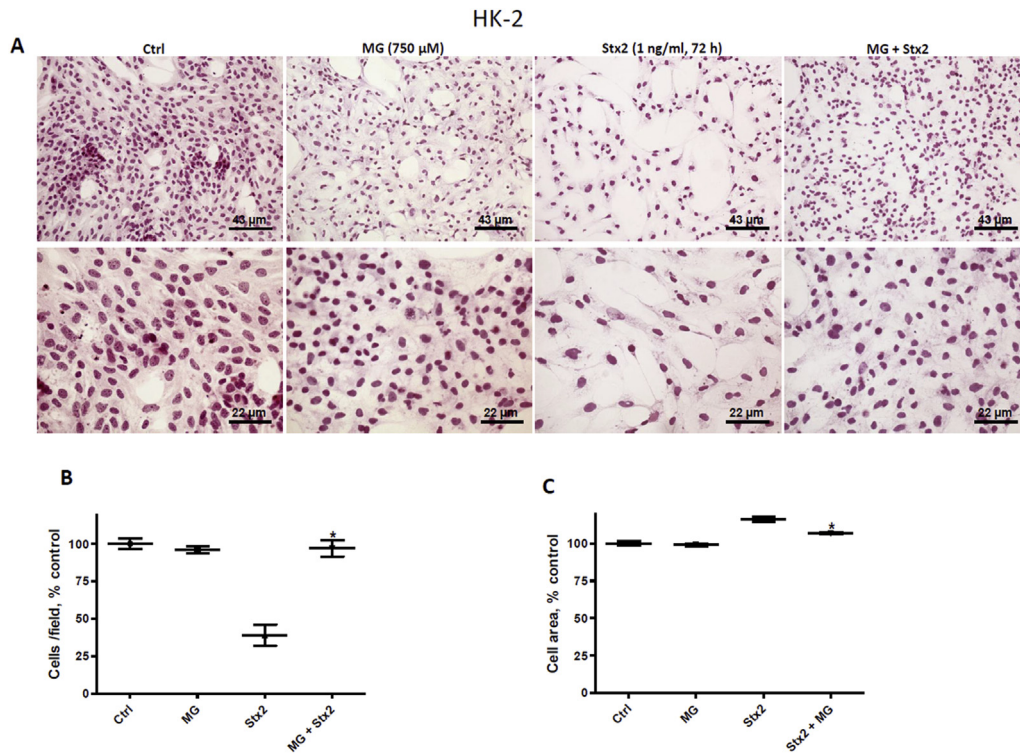 HK-2
A
Ctrl
MG (750 µM)
Stx2 (1 ng/ml, 72 h)
MG + Stx2
43 µm
43 µm
43 µm
43 µm
22 µm
22 µm
22 µm
22 µm
B
Cells /field, % control
100
75
50
25
0
*
Ctrl
MG
Stx2
MG + Stx2
C
Cell area, % control
100
75
50
25
0
*
Ctrl
MG
Stx2
Stx2 + MG